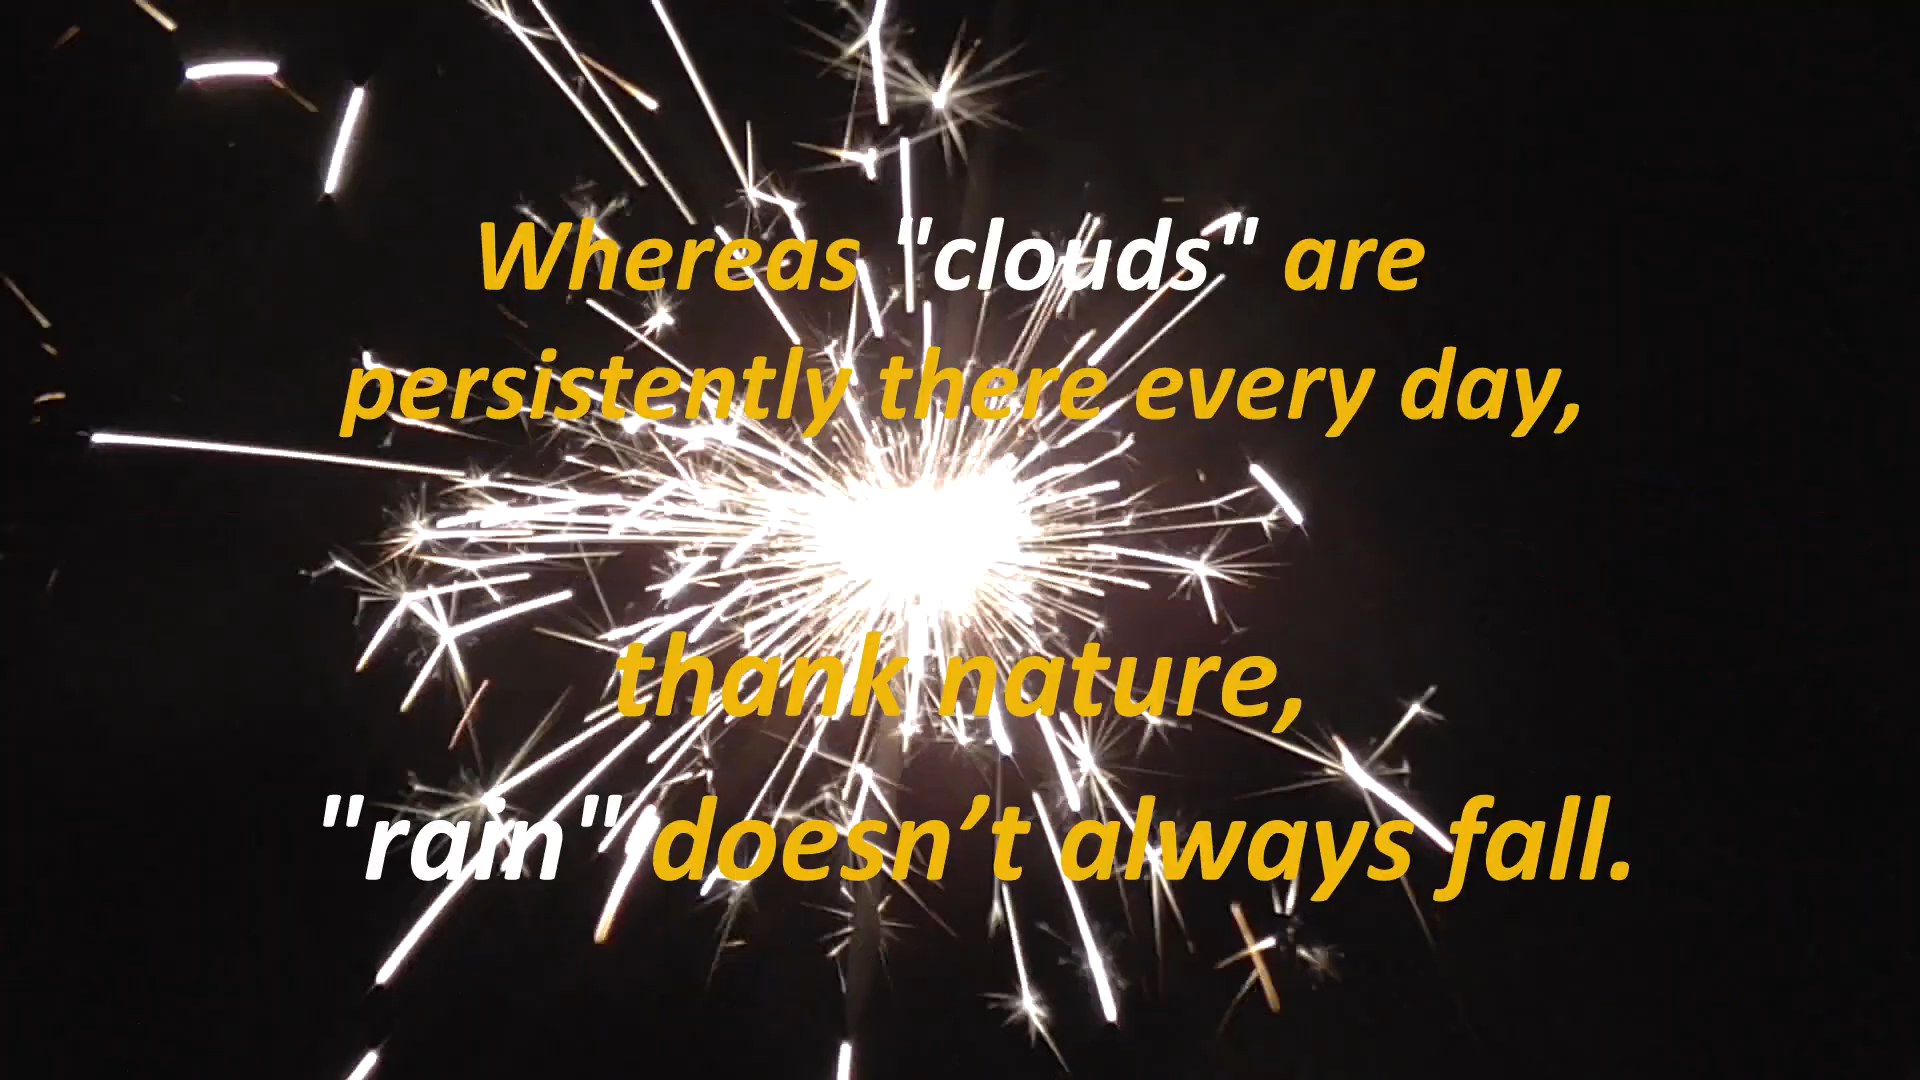 Whereas "clouds" are
persistently there every day,
thank nature,
"rain" doesn’t always fall.